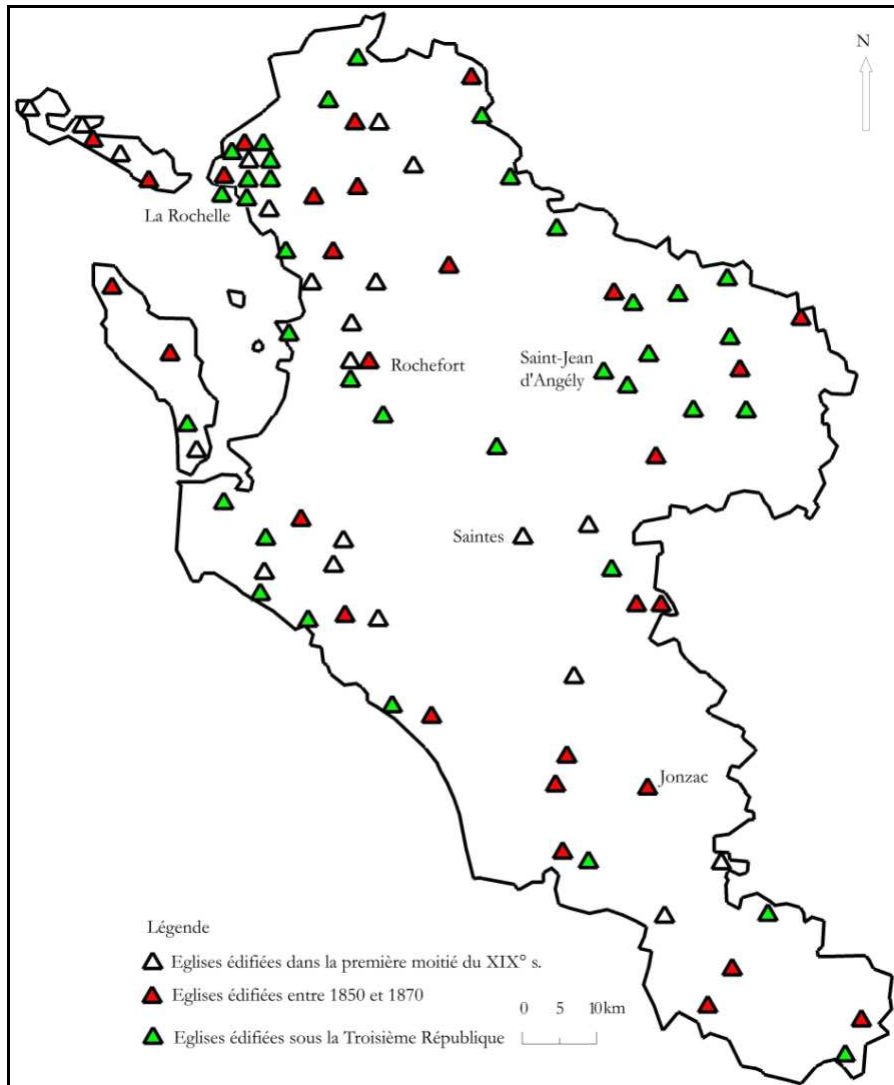 N
La Rochelle
Rochefort
Saint-Jean
d'Angély
Saintes
Jonzac
Légende
Eglises édifiées dans la première moitié du XIX° s.
Eglises édifiées entre 1850 et 1870
Eglises édifiées sous la Troisième République
0 5 10km